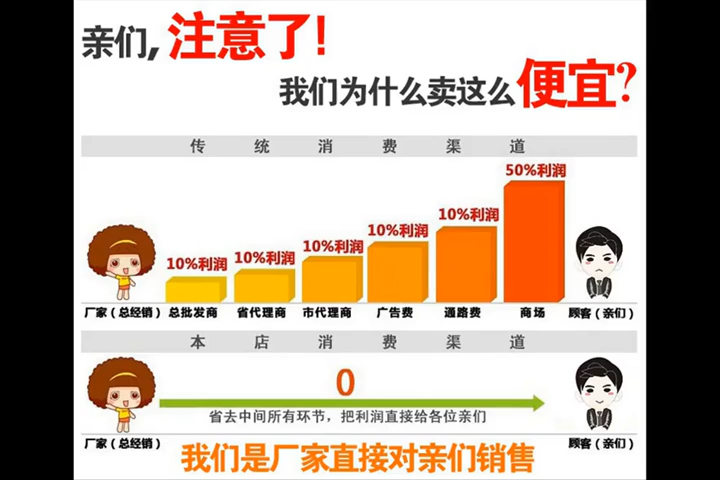 亲们,注意了!
我们为什么卖这么便宜?
传统消费渠道
50%利润
10%利润
10%利润
10%利润
10%利润
10%利润
厂家(总经销) 总批发商 省代理商 市代理商 广告费 通路费 商场 顾客(亲们)
本店消费渠道
0
省去中间所有环节，把利润直接给各位亲们
厂家(总经销) 顾客(亲们)
我们是厂家直接对亲们销售